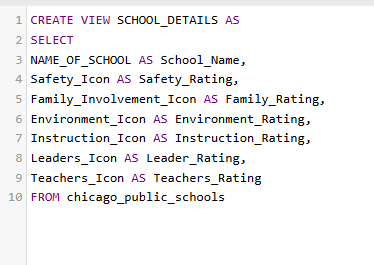 1 CREATE VIEW SCHOOL_DETAILS AS
2 SELECT
3 NAME_OF_SCHOOL AS School_Name,
4 Safety_Icon AS Safety_Rating,
5 Family_Involvement_Icon AS Family_Rating,
6 Environment_Icon AS Environment_Rating,
7 Instruction_Icon AS Instruction_Rating,
8 Leaders_Icon AS Leader_Rating,
9 Teachers_Icon AS Teachers_Rating
10 FROM chicago_public_schools